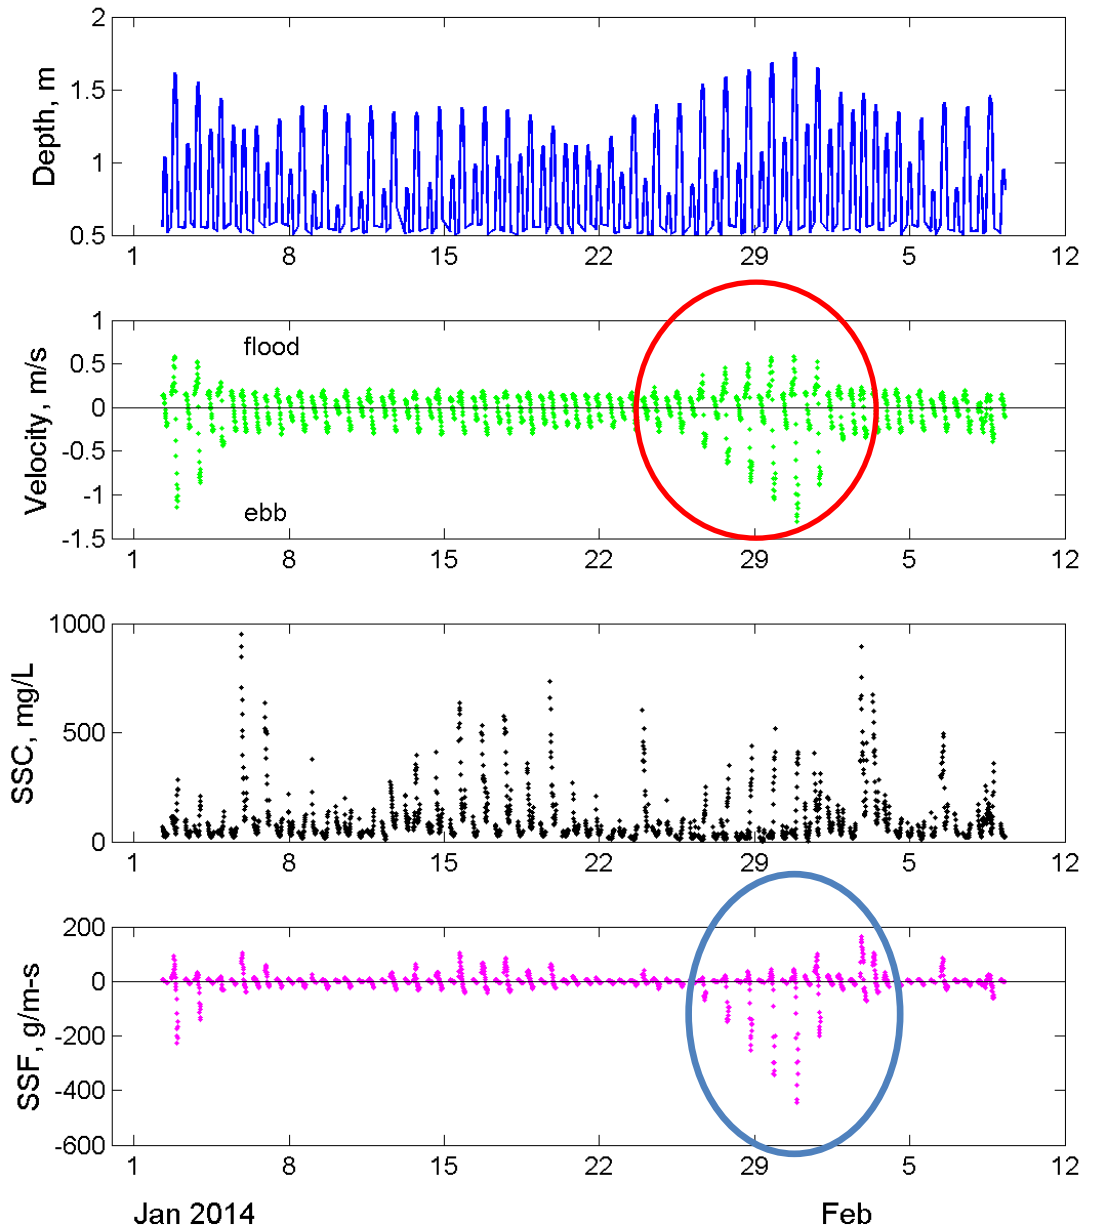 Depth, m
2
1.5
1
0.5
1 8 15 22 29 5 12
Velocity, m/s
1
0.5
0
-0.5
-1
-1.5
flood
ebb
1 8 15 22 29 5 12
SSC, mg/L
1000
500
0
1 8 15 22 29 5 12
SSF, g/m-s
200
0
-200
-400
-600
1 8 15 22 29 5 12
Jan 2014 Feb